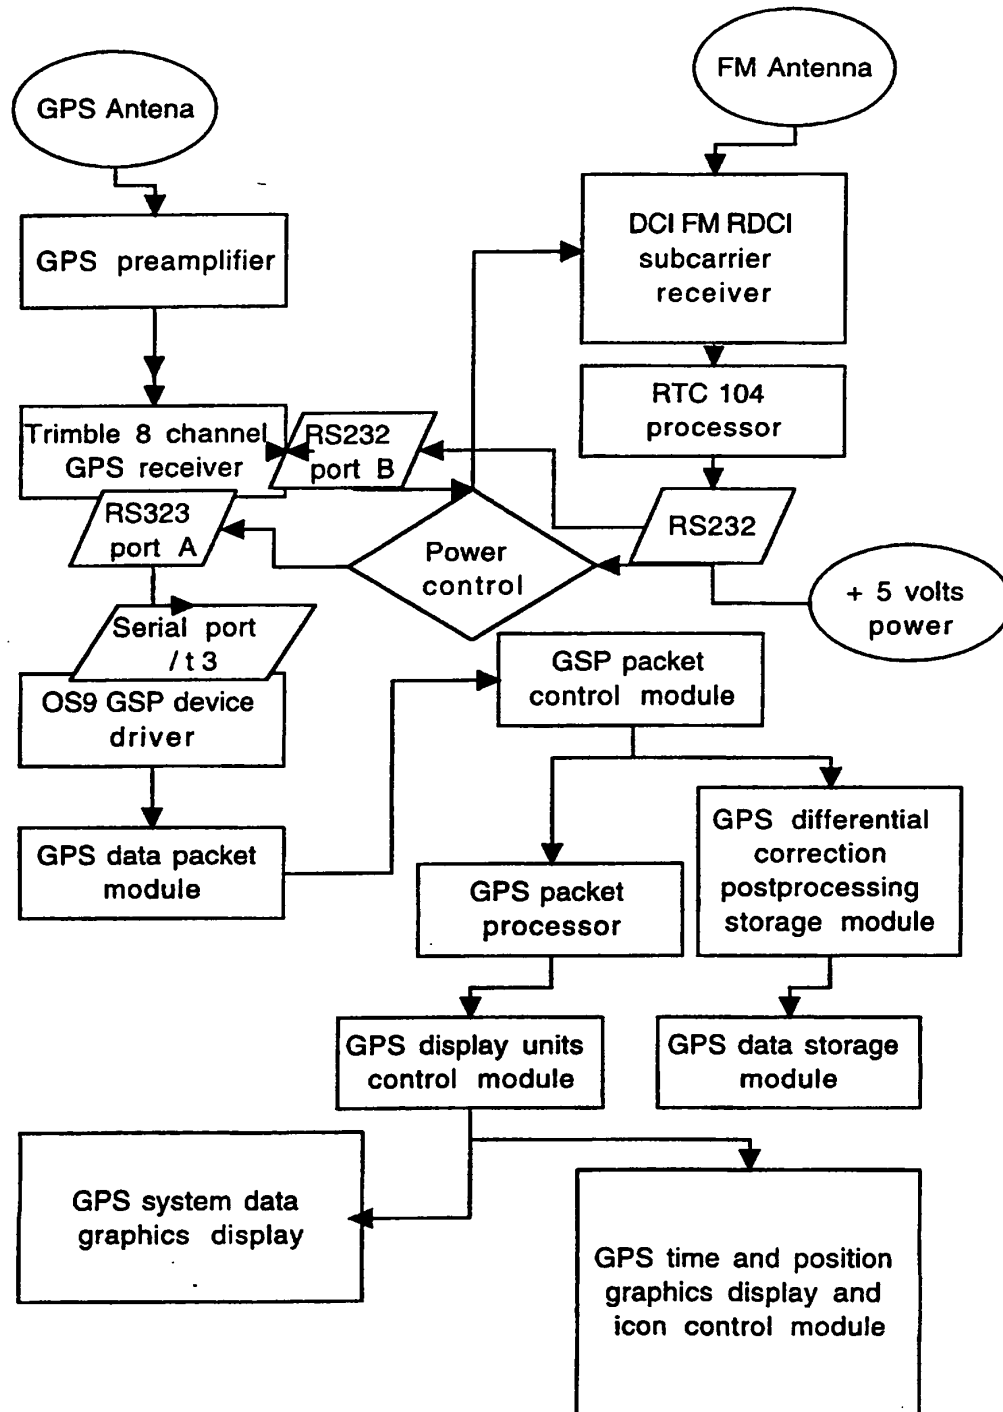 FM Antenna
GPS Antena
DCI FM RDCI
subcarrier
receiver
GPS preamplifier
RTC 104
processor
Trimble 8 channel
GPS receiver
RS232
port B
RS323
port A
RS232
Power
control
+ 5 volts
power
Serial port
/t3
GSP packet
control module
OS9 GSP device
driver
GPS data packet
module
GPS differential
correction
postprocessing
storage module
GPS packet
processor
GPS display units
control module
GPS data storage
module
GPS system data
graphics display
GPS time and position
graphics display and
icon control module